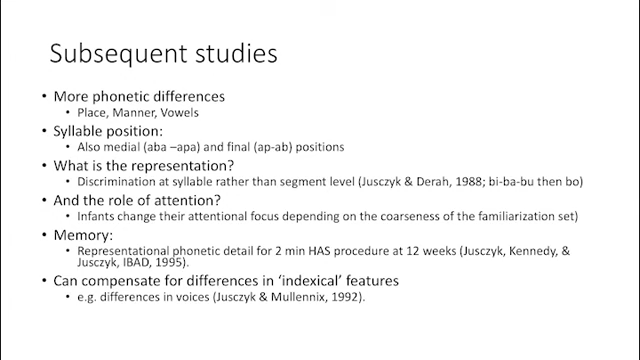 Subsequent studies
• More phonetic differences
• Place, Manner, Vowels
• Syllable position:
• Also medial (aba –apa) and final (ap-ab) positions
• What is the representation?
• Discrimination at syllable rather than segment level (Jusczyk & Derah, 1988; bi-ba-bu then bo)
• And the role of attention?
• Infants change their attentional focus depending on the coarseness of the familiarization set)
• Memory:
• Representational phonetic detail for 2 min HAS procedure at 12 weeks (Jusczyk, Kennedy, &
Jusczyk, IBAD, 1995).
• Can compensate for differences in 'indexical' features
• e.g. differences in voices (Jusczyk & Mullennix, 1992).